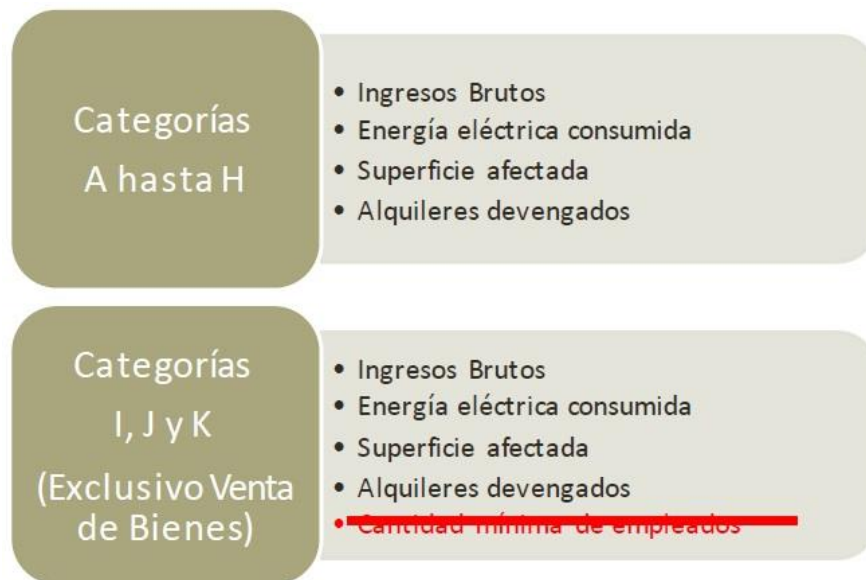 Categorías
A hasta H
• Ingresos Brutos
• Energía eléctrica consumida
• Superficie afectada
• Alquileres devengados
Categorías
I, J y K
(Exclusivo Venta
de Bienes)
• Ingresos Brutos
• Energía eléctrica consumida
• Superficie afectada
• Alquileres devengados
• Cantidad mínima de empleados